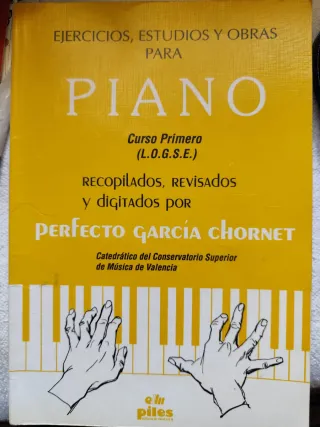 EJERCICIOS, ESTUDIOS Y OBRAS
PARA
PIANO
Curso Primero
(L.O.G.S.E.)
RECOPILADOS, REVISADOS
Y DIGITADOS POR
PERFECTO GARCÍA CHORNET
Catedrático del Conservatorio Superior
de Música de Valencia
piles